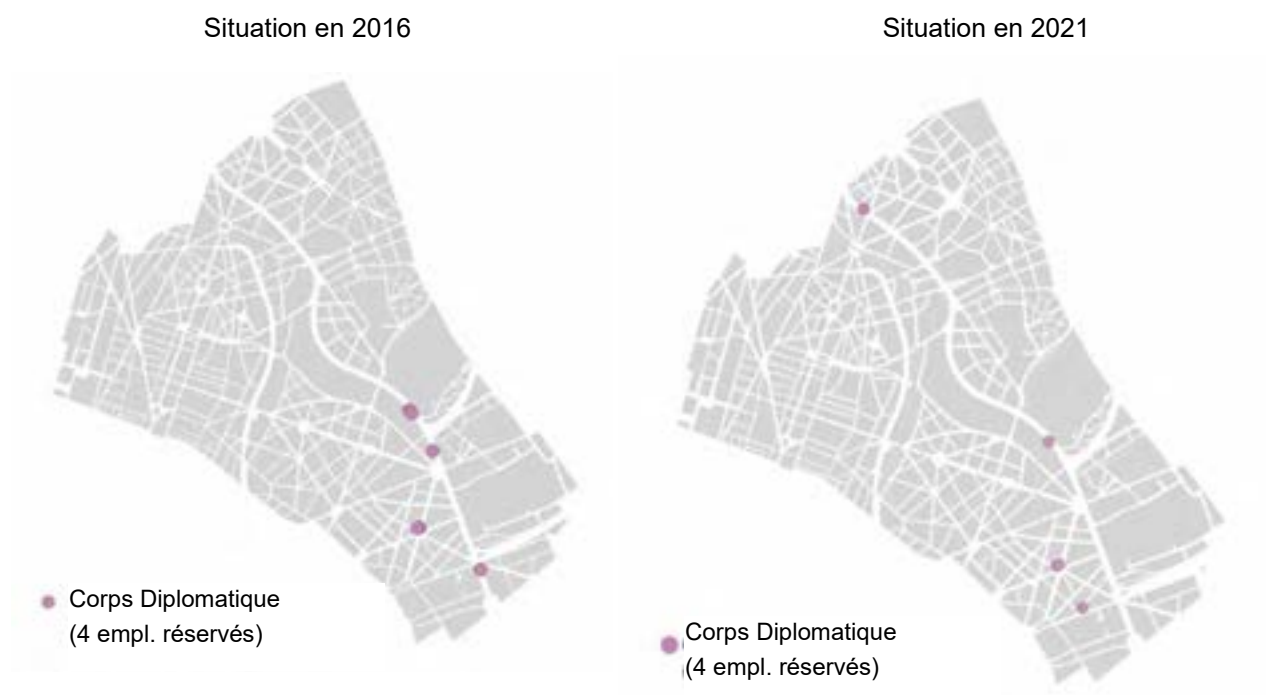 Situation en 2016
Situation en 2021
Corps Diplomatique
(4 empl. réservés)
Corps Diplomatique
(4 empl. réservés)